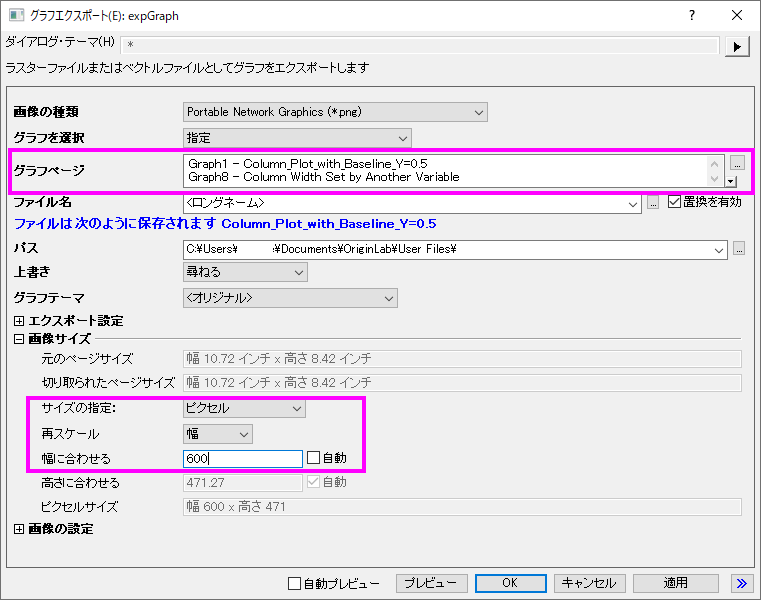 グラフエクスポート(E): expGraph
ダイアログ・テーマ(H) *
ラスターファイルまたはベクトルファイルとしてグラフをエクスポートします
画像の種類 Portable Network Graphics (*.png)
グラフを選択 指定
グラフページ
Graph1 - Column_Plot_with_Baseline_Y=0.5
Graph8 - Column Width Set by Another Variable
ファイル名 <ロングネーム> ... 置換を有効
ファイルは次のように保存されます Column_Plot_with_Baseline_Y=0.5
パス C:¥Users¥ ¥Documents¥OriginLab¥User Files¥ ...
上書き 尋ねる
グラフテーマ <オリジナル>
エクスポート設定
画像サイズ
元のページサイズ 幅 10.72 インチ x 高さ 8.42 インチ
切り取られたページサイズ 幅 10.72 インチ x 高さ 8.42 インチ
サイズの指定: ピクセル
再スケール 幅
幅に合わせる 600 自動
高さに合わせる 471.27 自動
ピクセルサイズ 幅 600 x 高さ 471
画像の設定
自動プレビュー プレビュー OK キャンセル 適用